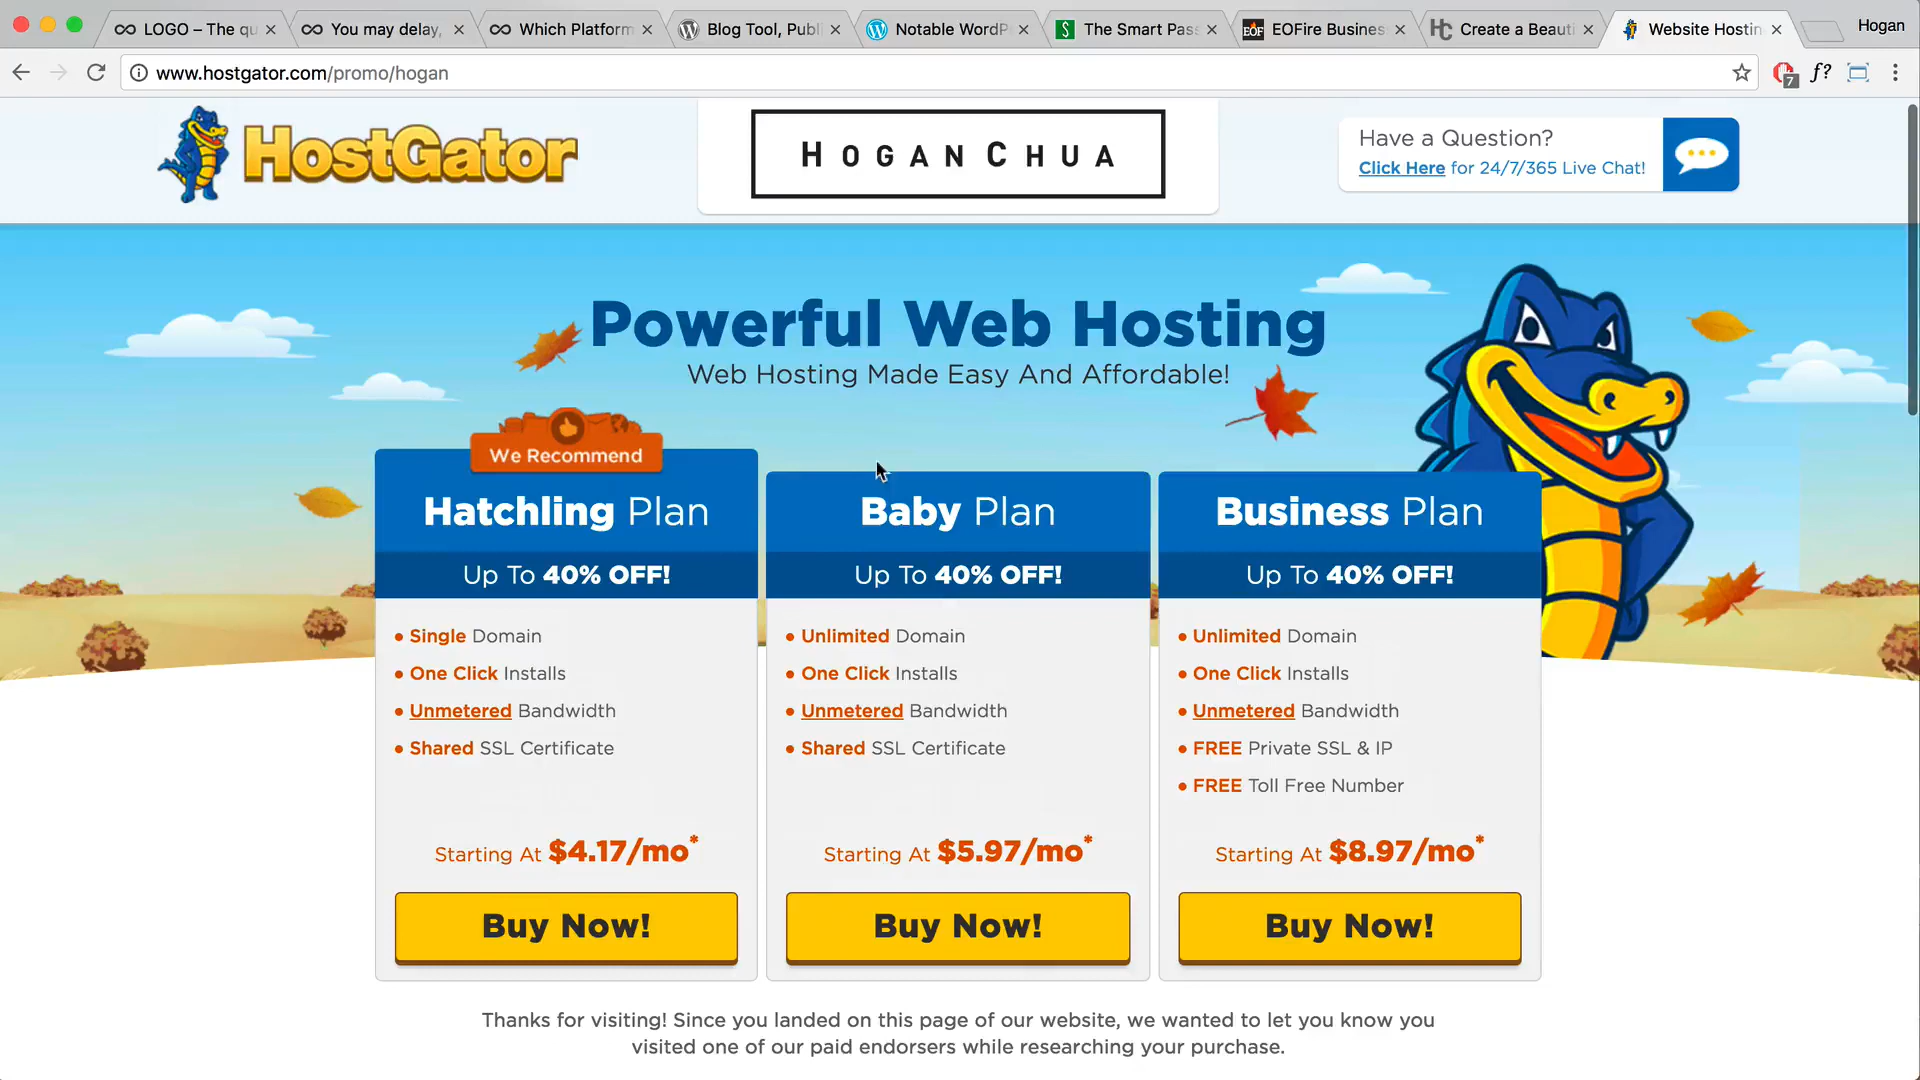 LOGO – The qu
You may delay,
Which Platform
Blog Tool, Publi
Notable WordP
The Smart Pass
EOFire Busines
Create a Beauti
Website Hostin
Hogan
www.hostgator.com/promo/hogan
7
f?
HostGator
HOGAN CHUA
Have a Question?
Click Here for 24/7/365 Live Chat!
Powerful Web Hosting
Web Hosting Made Easy And Affordable!
We Recommend
Hatchling Plan
Up To 40% OFF!
• Single Domain
• One Click Installs
• Unmetered Bandwidth
• Shared SSL Certificate
Starting At $4.17/mo*
Buy Now!
Baby Plan
Up To 40% OFF!
• Unlimited Domain
• One Click Installs
• Unmetered Bandwidth
• Shared SSL Certificate
Starting At $5.97/mo*
Buy Now!
Business Plan
Up To 40% OFF!
• Unlimited Domain
• One Click Installs
• Unmetered Bandwidth
• FREE Private SSL & IP
• FREE Toll Free Number
Starting At $8.97/mo*
Buy Now!
Thanks for visiting! Since you landed on this page of our website, we wanted to let you know you
visited one of our paid endorsers while researching your purchase.